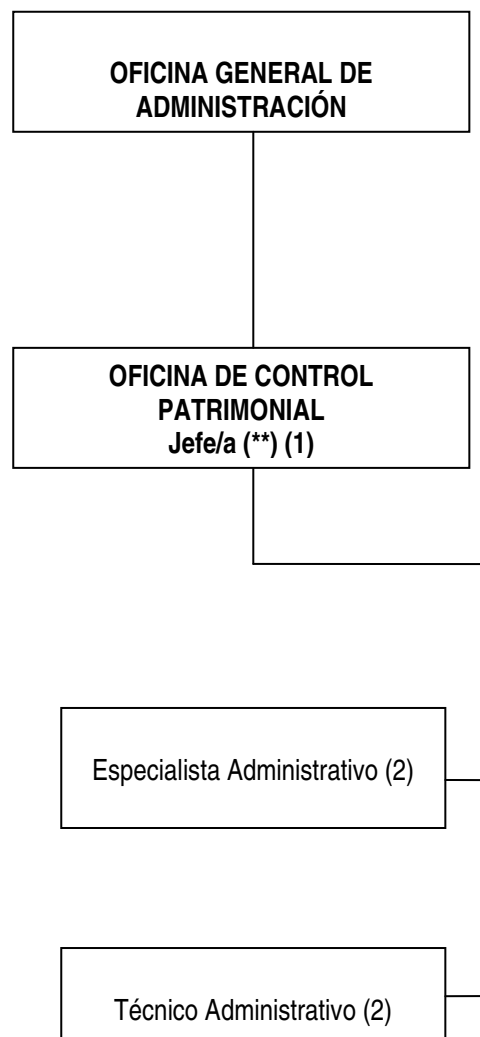 OFICINA GENERAL DE
ADMINISTRACIÓN
OFICINA DE CONTROL
PATRIMONIAL
Jefe/a (**) (1)
Especialista Administrativo (2)
Técnico Administrativo (2)